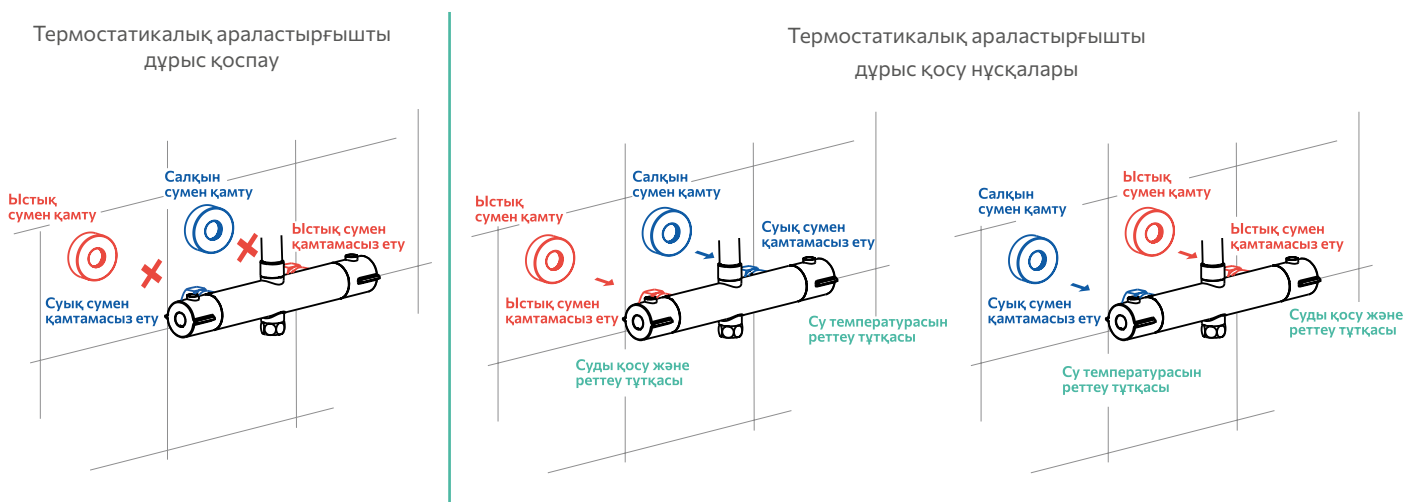 Термостатикалық араластырғышты
дұрыс қоспау
Ыстық
сумен қамту
Салқын
сумен қамту
Ыстық сумен
қамтамасыз ету
Суық сумен
қамтамасыз ету
Термостатикалық араластырғышты
дұрыс қосу нұсқалары
Ыстық
сумен қамту
Салқын
сумен қамту
Суық сумен
қамтамасыз ету
Ыстық сумен
қамтамасыз ету
Су температурасын
реттеу тұтқасы
Суды қосу және
реттеу тұтқасы
Салқын
сумен қамту
Ыстық
сумен қамту
Ыстық сумен
қамтамасыз ету
Суық сумен
қамтамасыз ету
Суды қосу және
реттеу тұтқасы
Су температурасын
реттеу тұтқасы